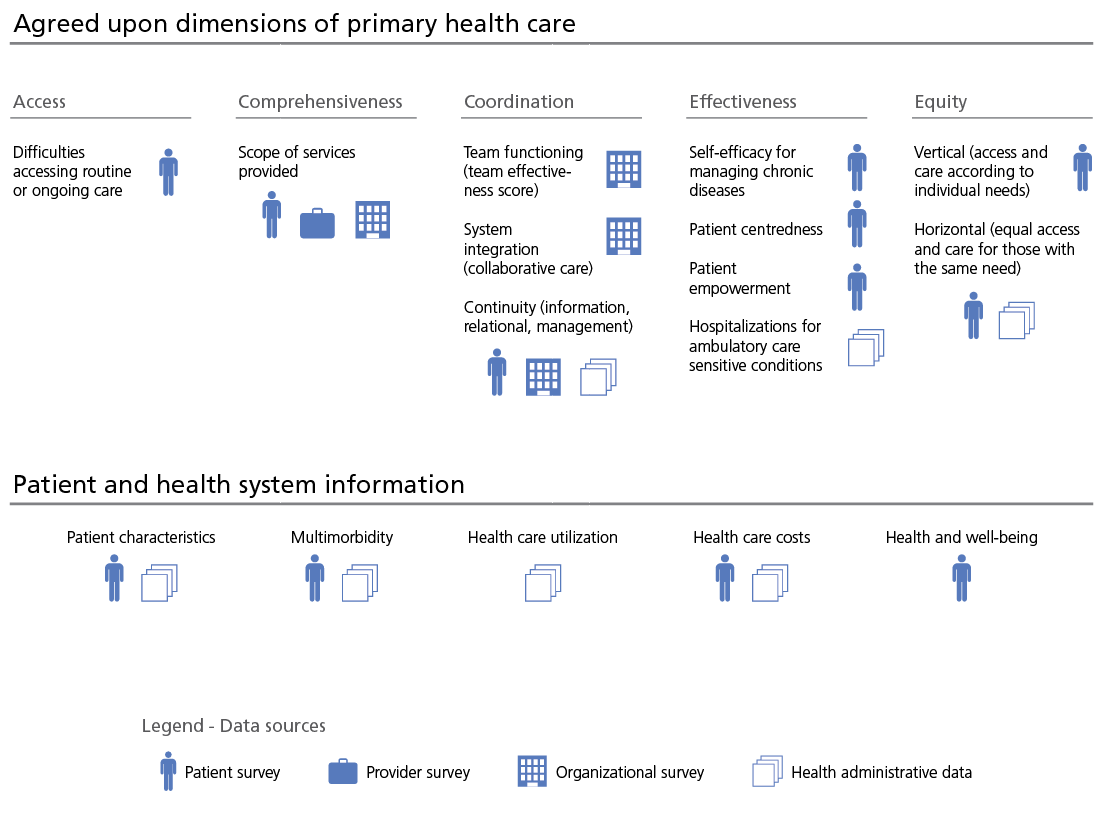 Agreed upon dimensions of primary health care
Access
Difficulties
accessing routine
or ongoing care
Comprehensiveness
Scope of services
provided
Coordination
Team functioning
(team effective-
ness score)
System
integration
(collaborative care)
Continuity (information,
relational, management)
Effectiveness
Self-efficacy for
managing chronic
diseases
Patient centredness
Patient
empowerment
Hospitalizations for
ambulatory care
sensitive conditions
Equity
Vertical (access and
care according to
individual needs)
Horizontal (equal access
and care for those with
the same need)
Patient and health system information
Patient characteristics
Multimorbidity
Health care utilization
Health care costs
Health and well-being
Legend - Data sources
Patient survey
Provider survey
Organizational survey
Health administrative data